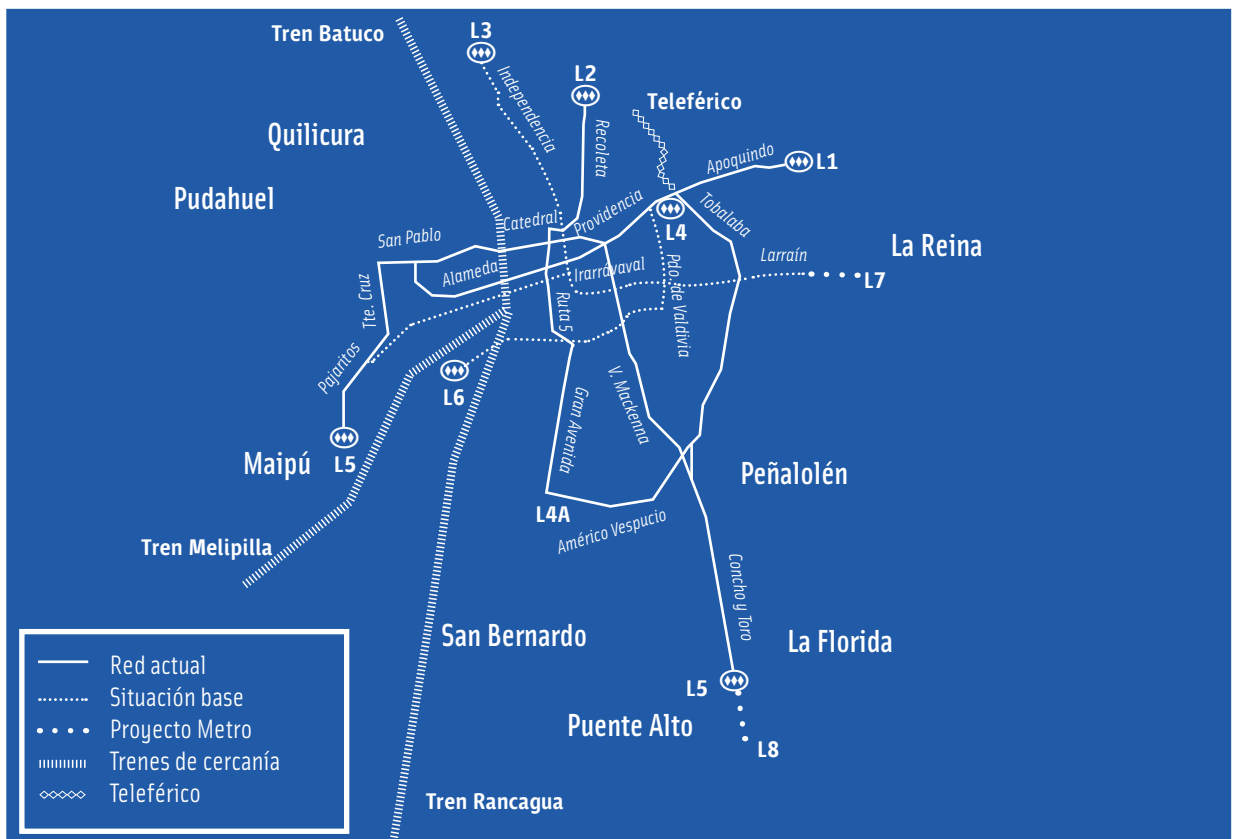 Tren Batuco
L3
Independencia
L2
Recoleta
Teleférico
Quilicura
Apoquindo
L1
Pudahuel
Catedral
Providencia
L4
Tobalaba
San Pablo
La Reina
Alameda
Irarrávaval
Larraín
L7
Tte. Cruz
Ruta 5
Pdo. de Valdivia
Pajaritos
L6
Gran Avenida
V. Mackenna
Maipú
L5
Peñalolén
L4A
Américo Vespucio
Tren Melipilla
Concho y Toro
San Bernardo
La Florida
L5
Puente Alto
L8
Tren Rancagua
Red actual
Situación base
Proyecto Metro
Trenes de cercanía
Teleférico